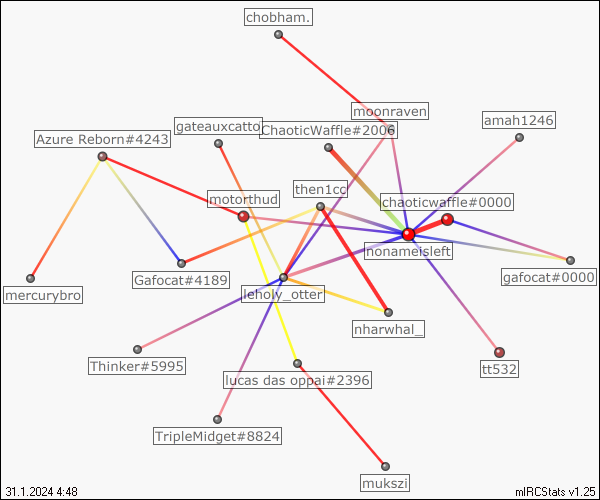 chobham.
moonraven
amah1246
gateauxcatto
ChaoticWaffle#2006
Azure Reborn#4243
then1cc
motorthud
chaoticwaffle#0000
nonameisleft
gafocat#0000
Gafocat#4189
mercurybro
leholy_otter
nharwhal_
Thinker#5995
tt532
lucas das oppai#2396
TripleMidget#8824
mukszi
31.1.2024 4:48
mIRCStats v1.25